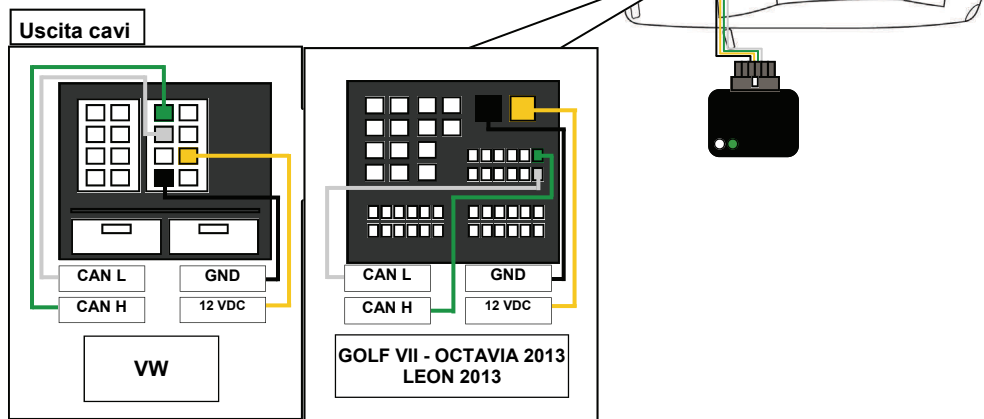 Uscita cavi
CAN L
GND
CAN H
12 VDC
VW
CAN L
GND
CAN H
12 VDC
GOLF VII - OCTAVIA 2013
LEON 2013